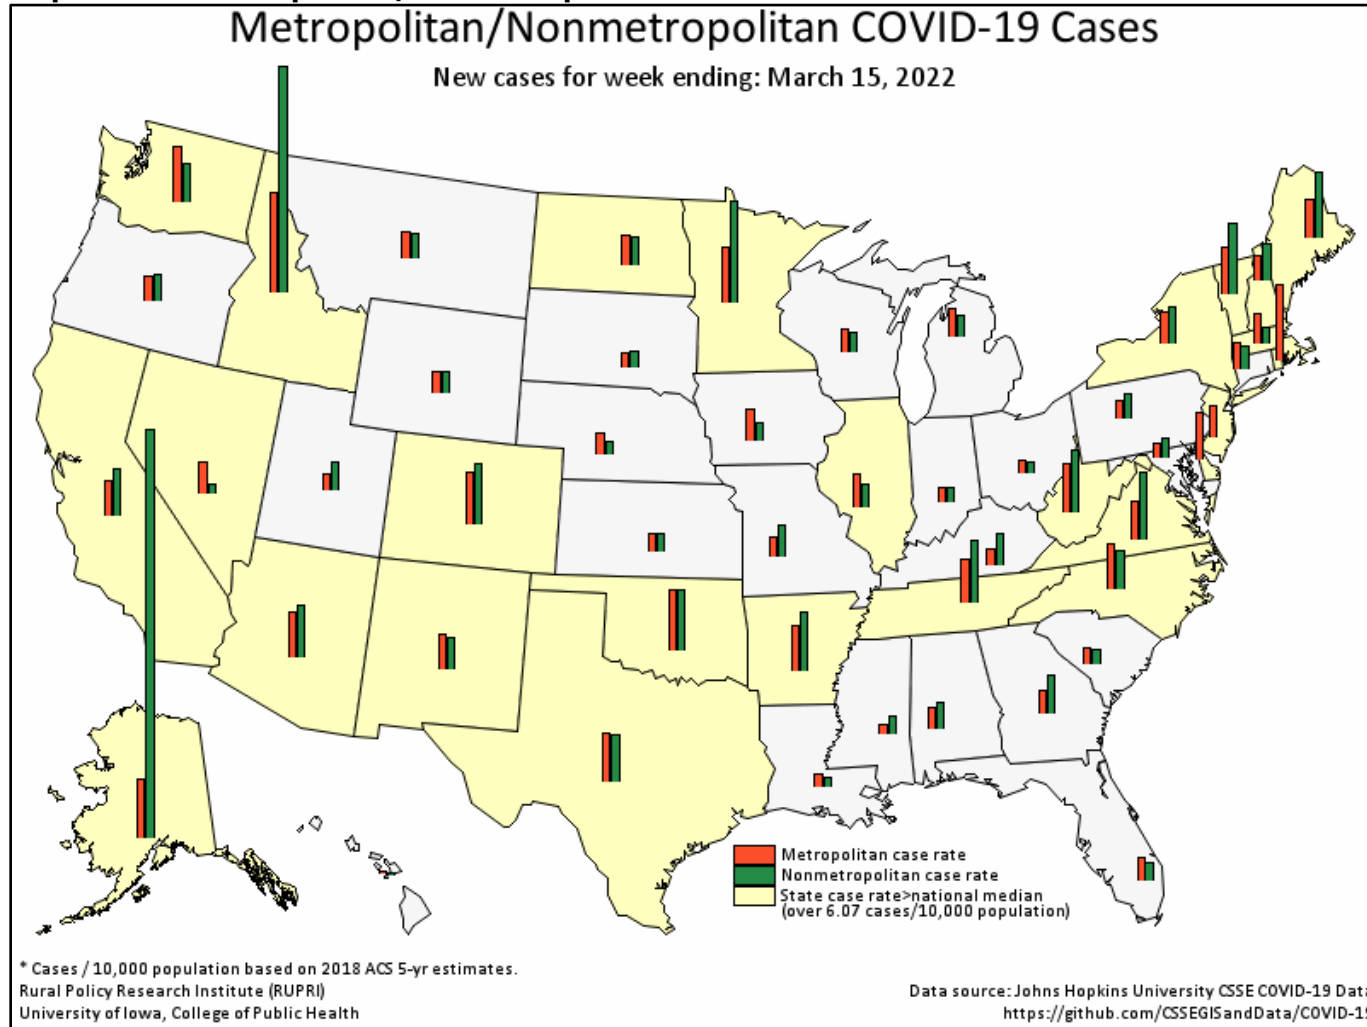 Metropolitan/Nonmetropolitan COVID-19 Cases
New cases for week ending: March 15, 2022
Metropolitan case rate
Nonmetropolitan case rate
State case rate>national median
(over 6.07 cases/10,000 population)
* Cases / 10,000 population based on 2018 ACS 5-yr estimates.
Rural Policy Research Institute (RUPRI)
University of Iowa, College of Public Health
Data source: Johns Hopkins University CSSE COVID-19 Data
https://github.com/CSSEGISandData/COVID-19